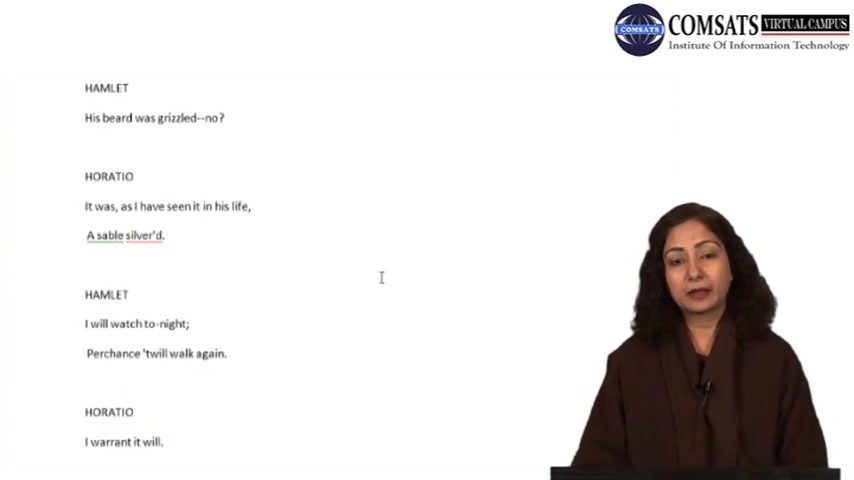 COMSATS VIRTUAL CAMPUS
COMSATS
Institute Of Information Technology
HAMLET
His beard was grizzled--no?
HORATIO
It was, as I have seen it in his life,
A sable silver'd.
HAMLET
I will watch to-night;
Perchance 'twill walk again.
HORATIO
I warrant it will.